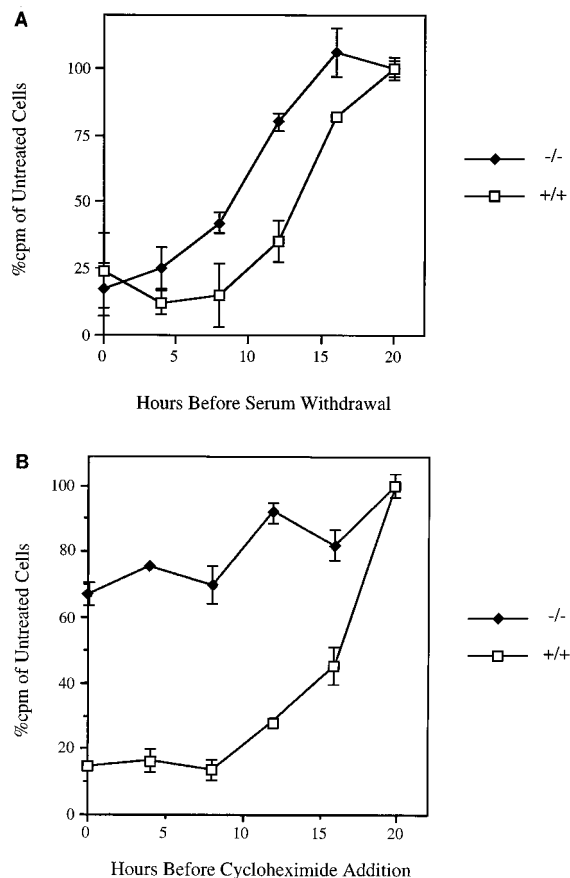 A
%cpm of Untreated Cells
100
75
50
25
0
0 5 10 15 20
Hours Before Serum Withdrawal
-/-
+/+
B
%cpm of Untreated Cells
100
80
60
40
20
0
0 5 10 15 20
Hours Before Cycloheximide Addition
-/-
+/+